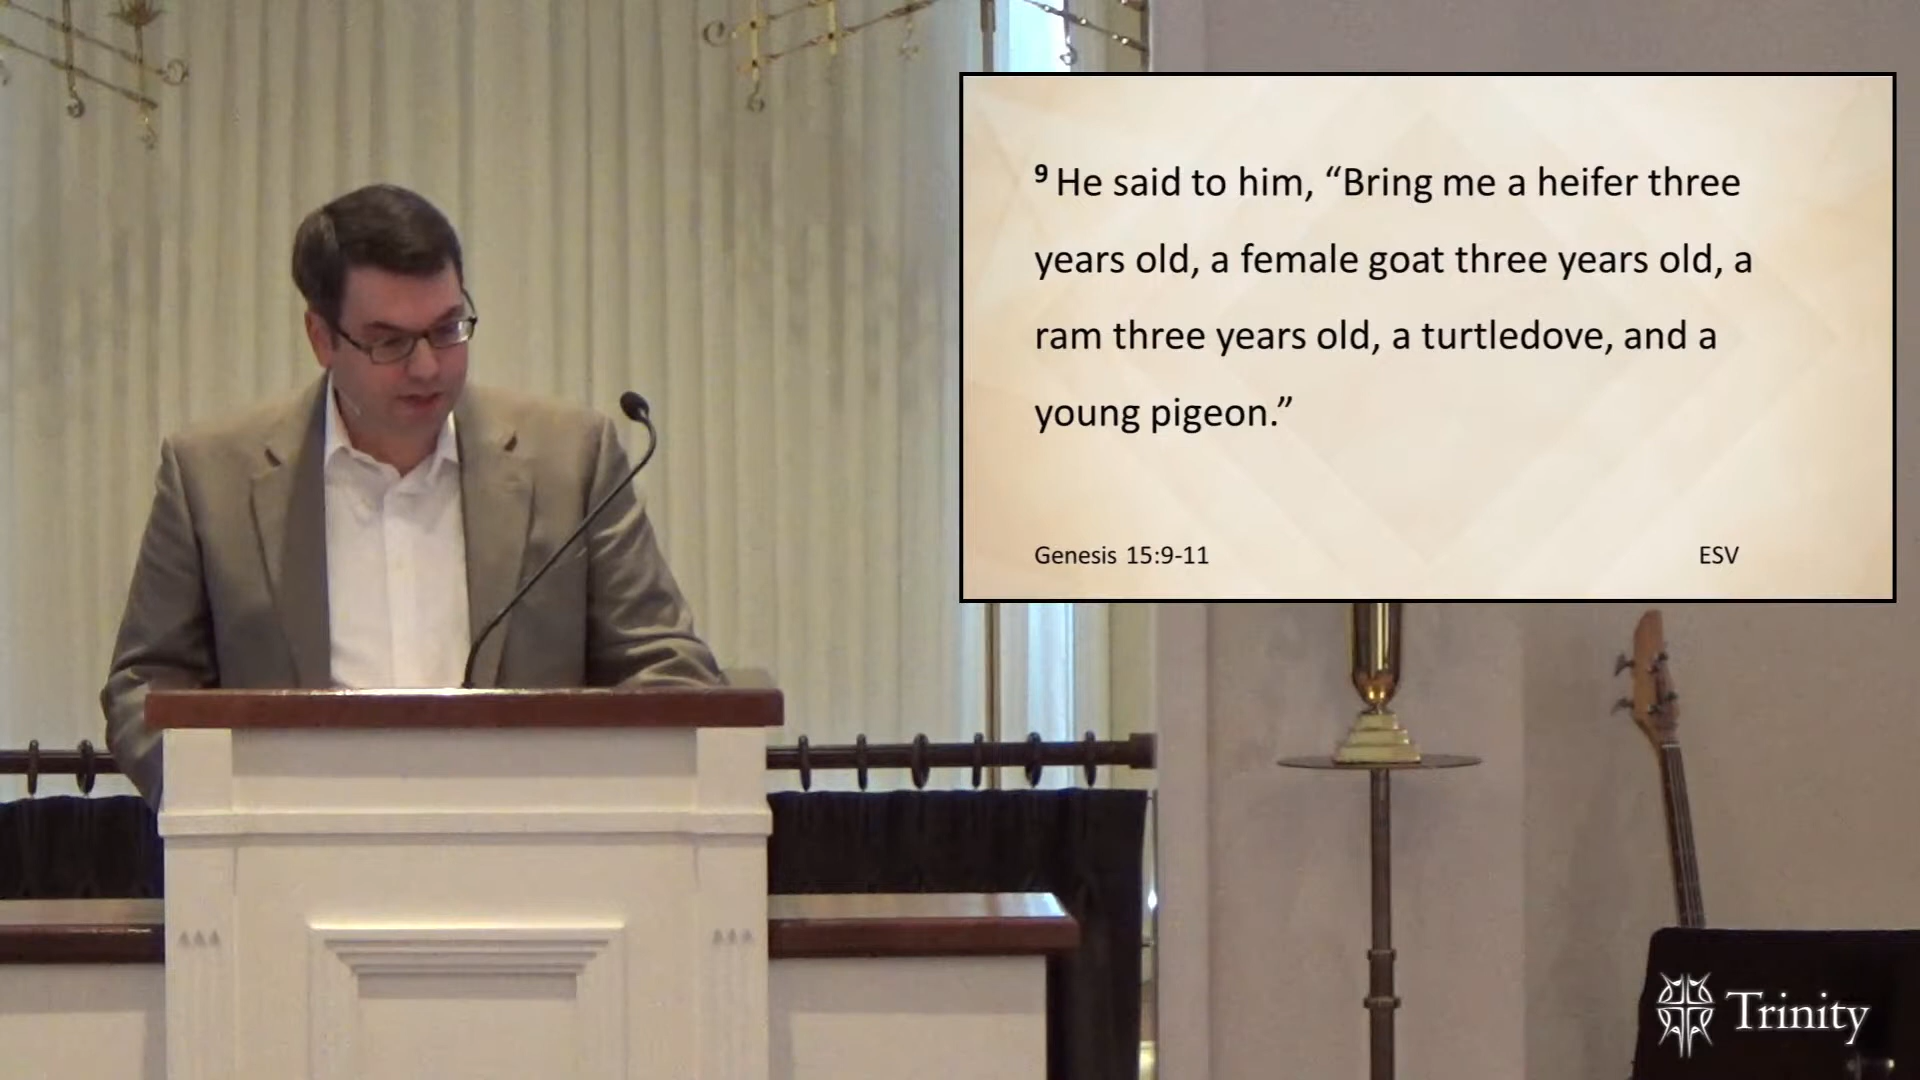 9 He said to him, “Bring me a heifer three
years old, a female goat three years old, a
ram three years old, a turtledove, and a
young pigeon.”
Genesis 15:9-11 ESV
Trinity